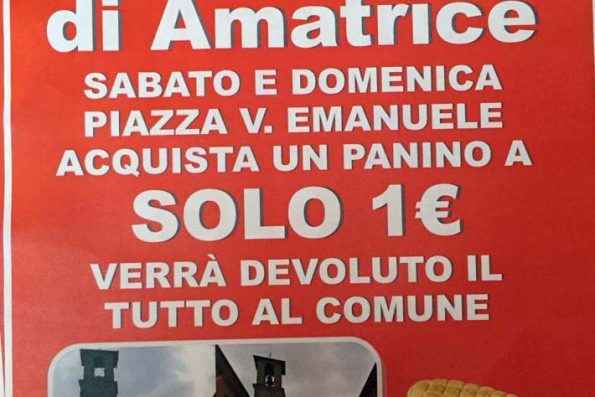 di Amatrice
SABATO E DOMENICA
PIAZZA V. EMANUELE
ACQUISTA UN PANINO A
SOLO 1€
VERRÀ DEVOLUTO IL
TUTTO AL COMUNE